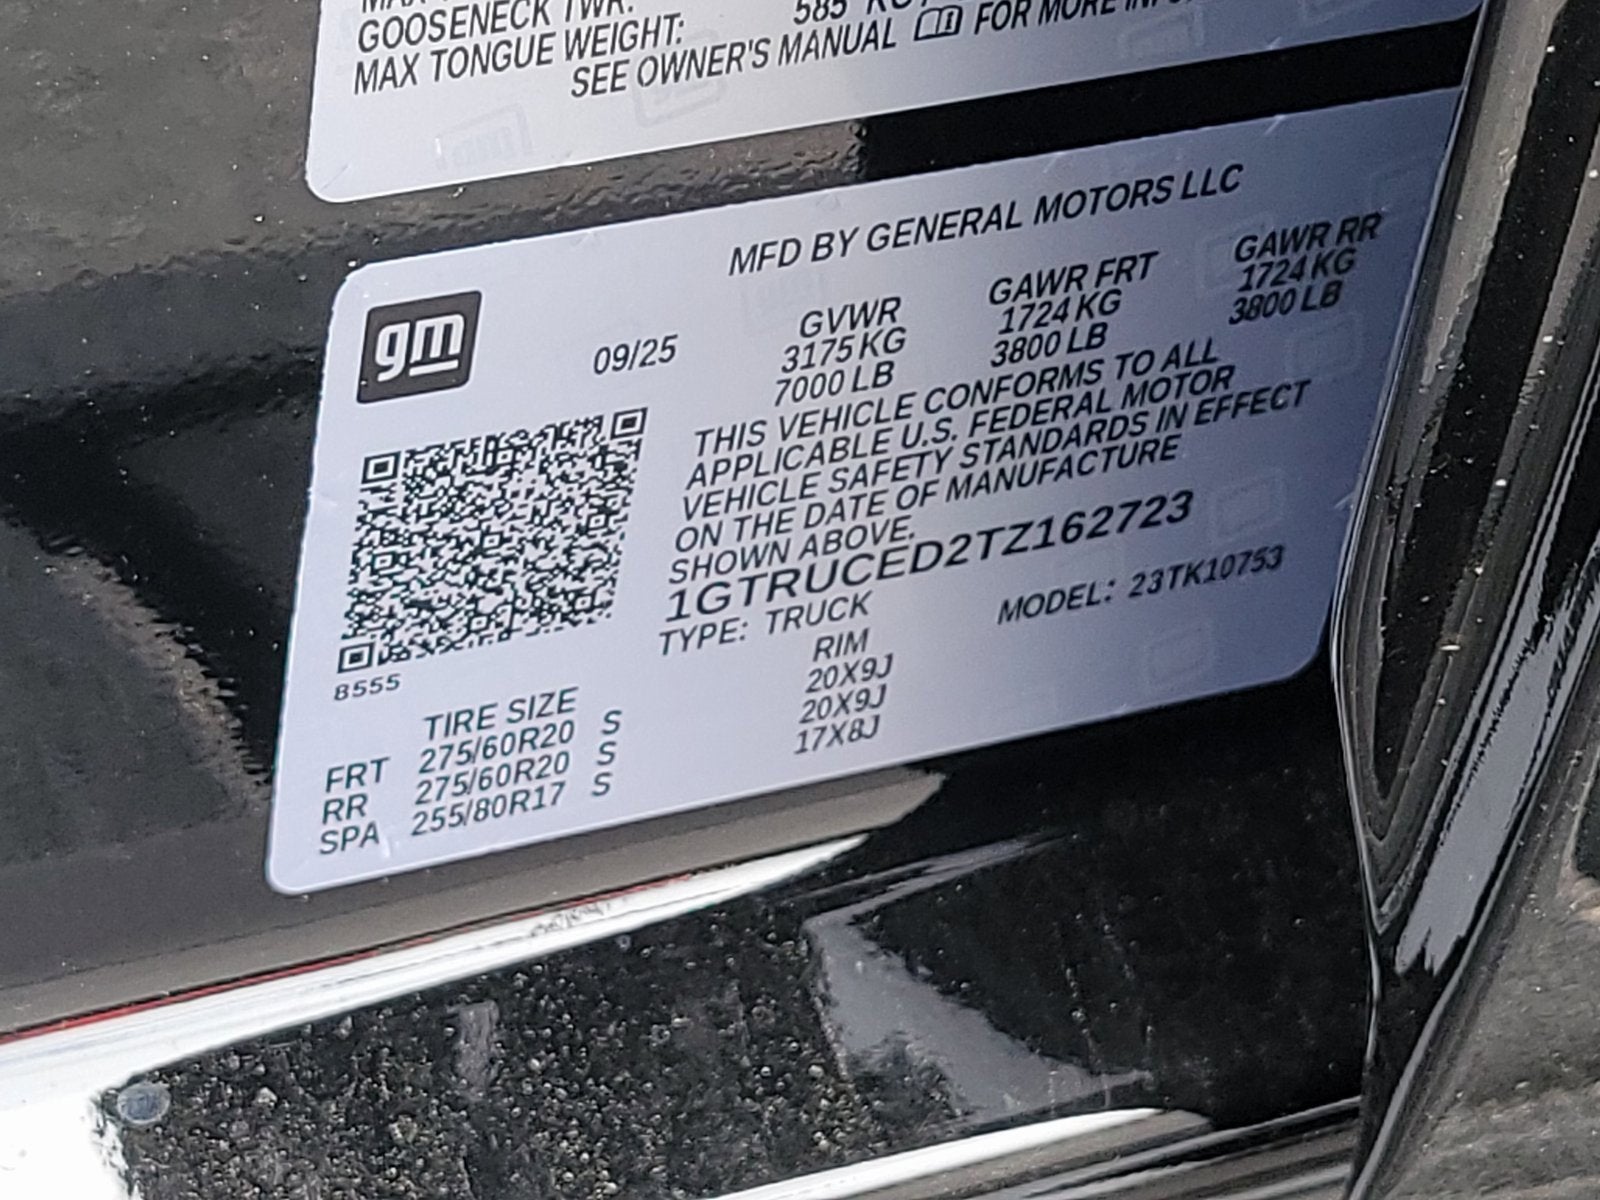 GOOSENECK TWR:
MAX TONGUE WEIGHT: 585
SEE OWNER'S MANUAL FOR MORE
MFD BY GENERAL MOTORS LLC
gm
09/25
GVWR GAWR FRT GAWR RR
3175 KG 1724 KG 1724 KG
7000 LB 3800 LB 3800 LB
THIS VEHICLE CONFORMS TO ALL
APPLICABLE U.S. FEDERAL MOTOR
VEHICLE SAFETY STANDARDS IN EFFECT
ON THE DATE OF MANUFACTURE
SHOWN ABOVE.
1GTRUCED2TZ162723
TYPE: TRUCK MODEL: 23TK10753
8555
TIRE SIZE RIM
FRT 275/60R20 S 20X9J
RR 275/60R20 S 20X9J
SPA 255/80R17 S 17X8J